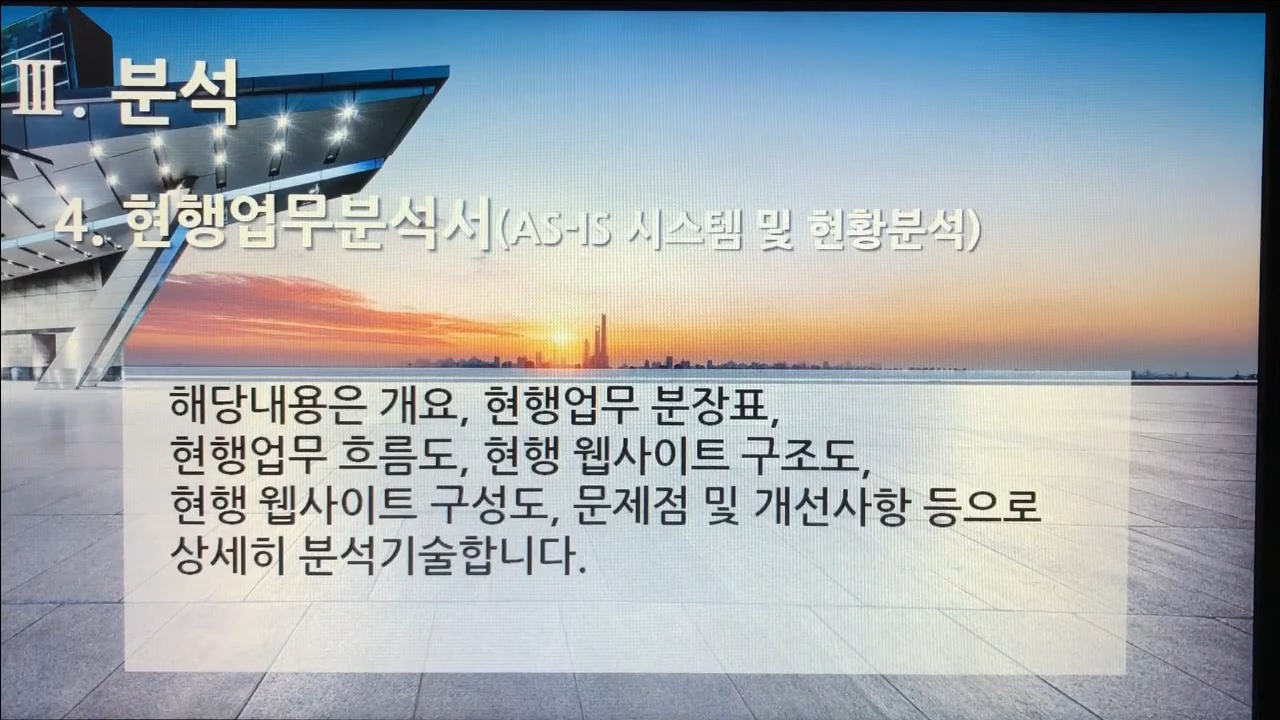 Ⅲ. 분석
4. 현행업무분석서(AS-IS 시스템 및 현황분석)
해당내용은 개요, 현행업무 분장표,
현행업무 흐름도, 현행 웹사이트 구조도,
현행 웹사이트 구성도, 문제점 및 개선사항 등으로
상세히 분석기술합니다.